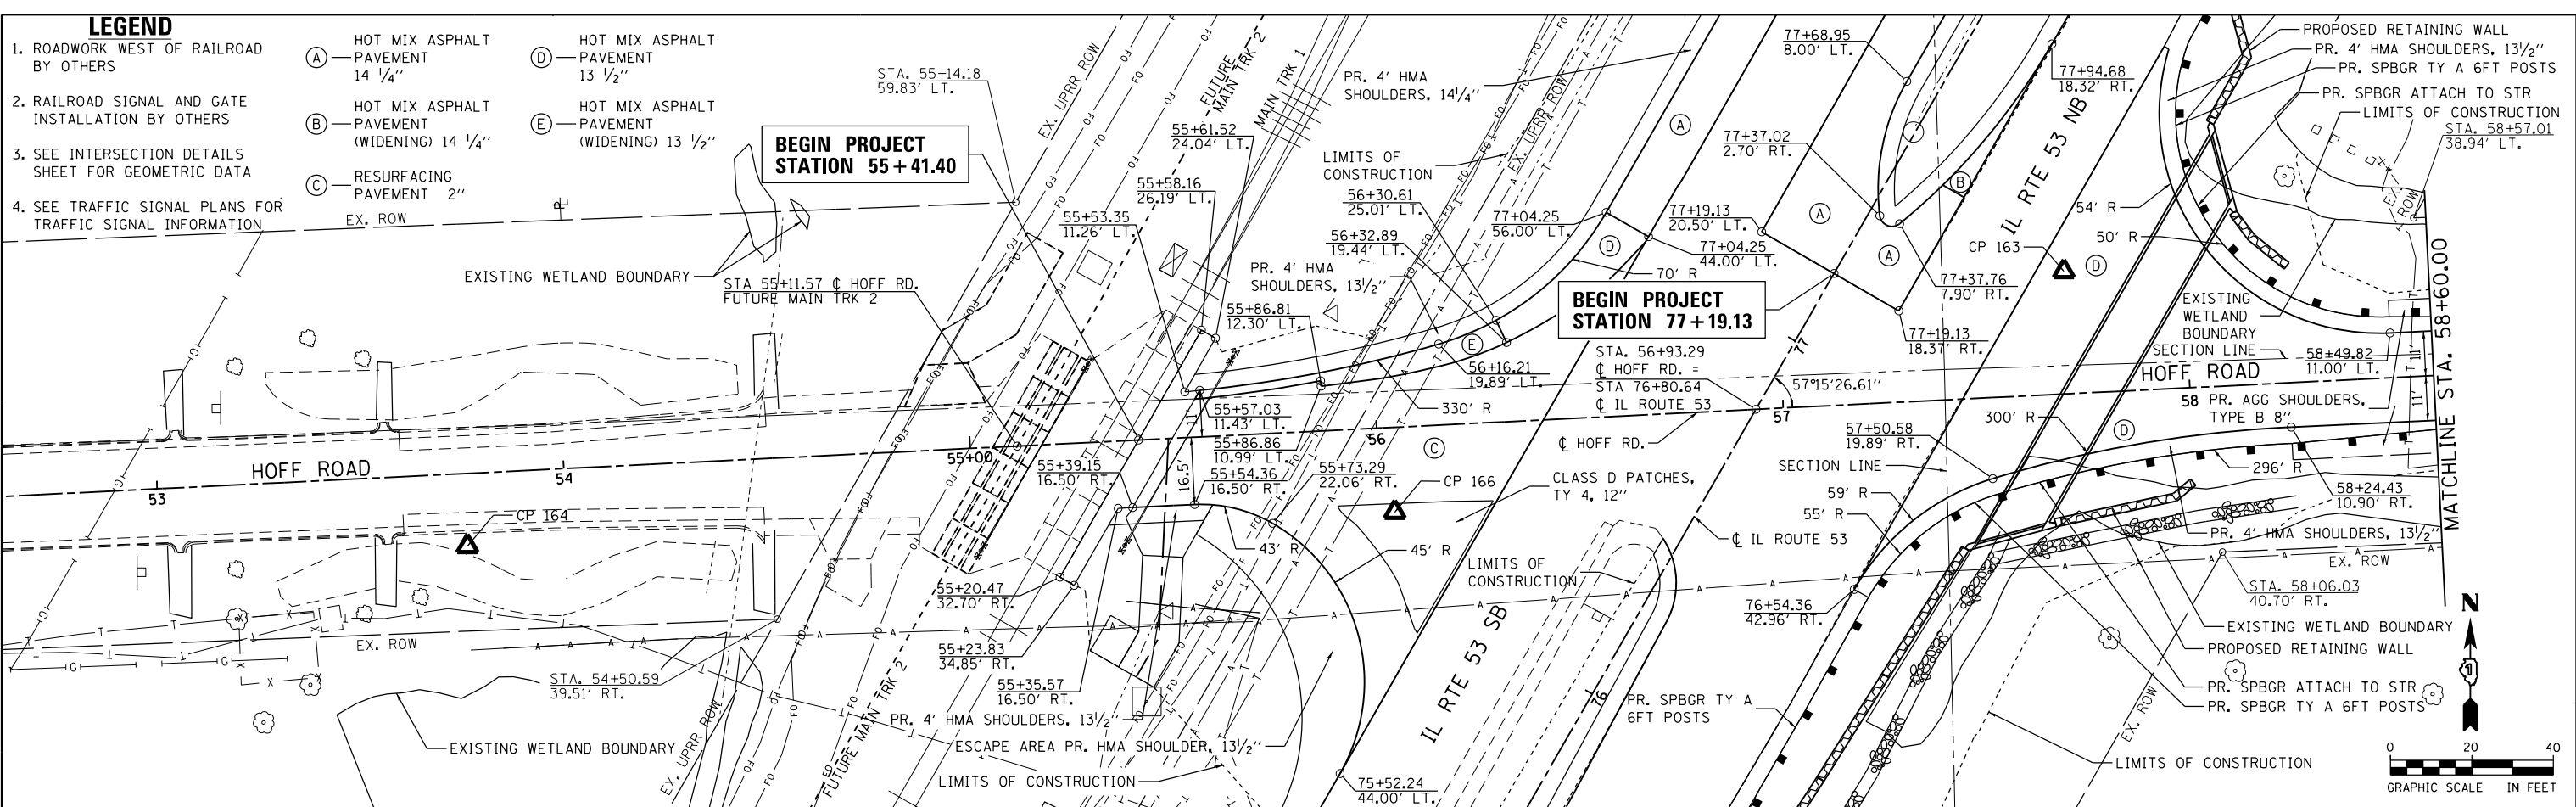 LEGEND
1. ROADWORK WEST OF RAILROAD
BY OTHERS
2. RAILROAD SIGNAL AND GATE
INSTALLATION BY OTHERS
3. SEE INTERSECTION DETAILS
SHEET FOR GEOMETRIC DATA
4. SEE TRAFFIC SIGNAL PLANS FOR
TRAFFIC SIGNAL INFORMATION
A
HOT MIX ASPHALT
PAVEMENT
14 1/4"
B
HOT MIX ASPHALT
PAVEMENT
(WIDENING) 14 1/4"
C
RESURFACING
PAVEMENT 2"
D
HOT MIX ASPHALT
PAVEMENT
13 1/2"
E
HOT MIX ASPHALT
PAVEMENT
(WIDENING) 13 1/2"
EX. ROW
EXISTING WETLAND BOUNDARY
BEGIN PROJECT
STATION 55+41.40
STA. 55+14.18
59.83' LT.
STA 55+11.57 ℄ HOFF RD.
FUTURE MAIN TRK 2
EX. UPRR ROW
FUTURE
MAIN TRK 2
MAIN TRK 1
55+61.52
24.04' LT.
55+58.16
26.19' LT.
55+53.35
11.26' LT.
PR. 4' HMA
SHOULDERS, 14 1/4"
EX. UPRR ROW
LIMITS OF
CONSTRUCTION
56+30.61
25.01' LT.
56+32.89
19.44' LT.
PR. 4' HMA
SHOULDERS, 13 1/2"
55+86.81
12.30' LT.
77+04.25
56.00' LT.
A
D
77+04.25
44.00' LT.
70' R
E
56+16.21
19.89' LT.
330' R
77+68.95
8.00' LT.
77+37.02
2.70' RT.
77+19.13
20.50' LT.
A
A
B
77+37.76
7.90' RT.
77+19.13
18.37' RT.
BEGIN PROJECT
STATION 77+19.13
77+94.68
18.32' RT.
IL RTE 53 NB
CP 163
D
54' R
50' R
PROPOSED RETAINING WALL
PR. 4' HMA SHOULDERS, 13 1/2"
PR. SPBGR TY A 6FT POSTS
PR. SPBGR ATTACH TO STR
LIMITS OF CONSTRUCTION
STA. 58+57.01
38.94' LT.
EX.
ROW
EXISTING
WETLAND
BOUNDARY
SECTION LINE
58+49.82
11.00' LT.
MATCHLINE STA. 58+60.00
11'
11'
HOFF ROAD
58
PR. AGG SHOULDERS,
TYPE B 8"
STA. 56+93.29
℄ HOFF RD. =
STA 76+80.64
℄ IL ROUTE 53
77
57°15'26.61"
57
℄ HOFF RD.
56
C
HOFF ROAD
53
54
55+00
CP 164
55+39.15
16.50' RT.
11'
16.5'
55+57.03
11.43' LT.
55+86.86
10.99' LT.
55+54.36
16.50' RT.
55+73.29
22.06' RT.
43' R
45' R
CP 166
CLASS D PATCHES,
TY 4, 12"
LIMITS OF
CONSTRUCTION
℄ IL ROUTE 53
SECTION LINE
57+50.58
19.89' RT.
300' R
D
296' R
59' R
55' R
58+24.43
10.90' RT.
PR. 4' HMA SHOULDERS, 13 1/2"
EX. ROW
STA. 58+06.03
40.70' RT.
76+54.36
42.96' RT.
EXISTING WETLAND BOUNDARY
PROPOSED RETAINING WALL
PR. SPBGR ATTACH TO STR
PR. SPBGR TY A 6FT POSTS
LIMITS OF CONSTRUCTION
EX. ROW
PR. SPBGR TY A
6FT POSTS
76
IL RTE 53 SB
75+52.24
44.00' LT.
55+20.47
32.70' RT.
55+23.83
34.85' RT.
55+35.57
16.50' RT.
PR. 4' HMA SHOULDERS, 13 1/2"
ESCAPE AREA PR. HMA SHOULDER, 13 1/2"
LIMITS OF CONSTRUCTION
EX. ROW
STA. 54+50.59
39.51' RT.
EXISTING WETLAND BOUNDARY
EX. UPRR ROW
FUTURE MAIN TRK 2
N
0 20 40
GRAPHIC SCALE IN FEET